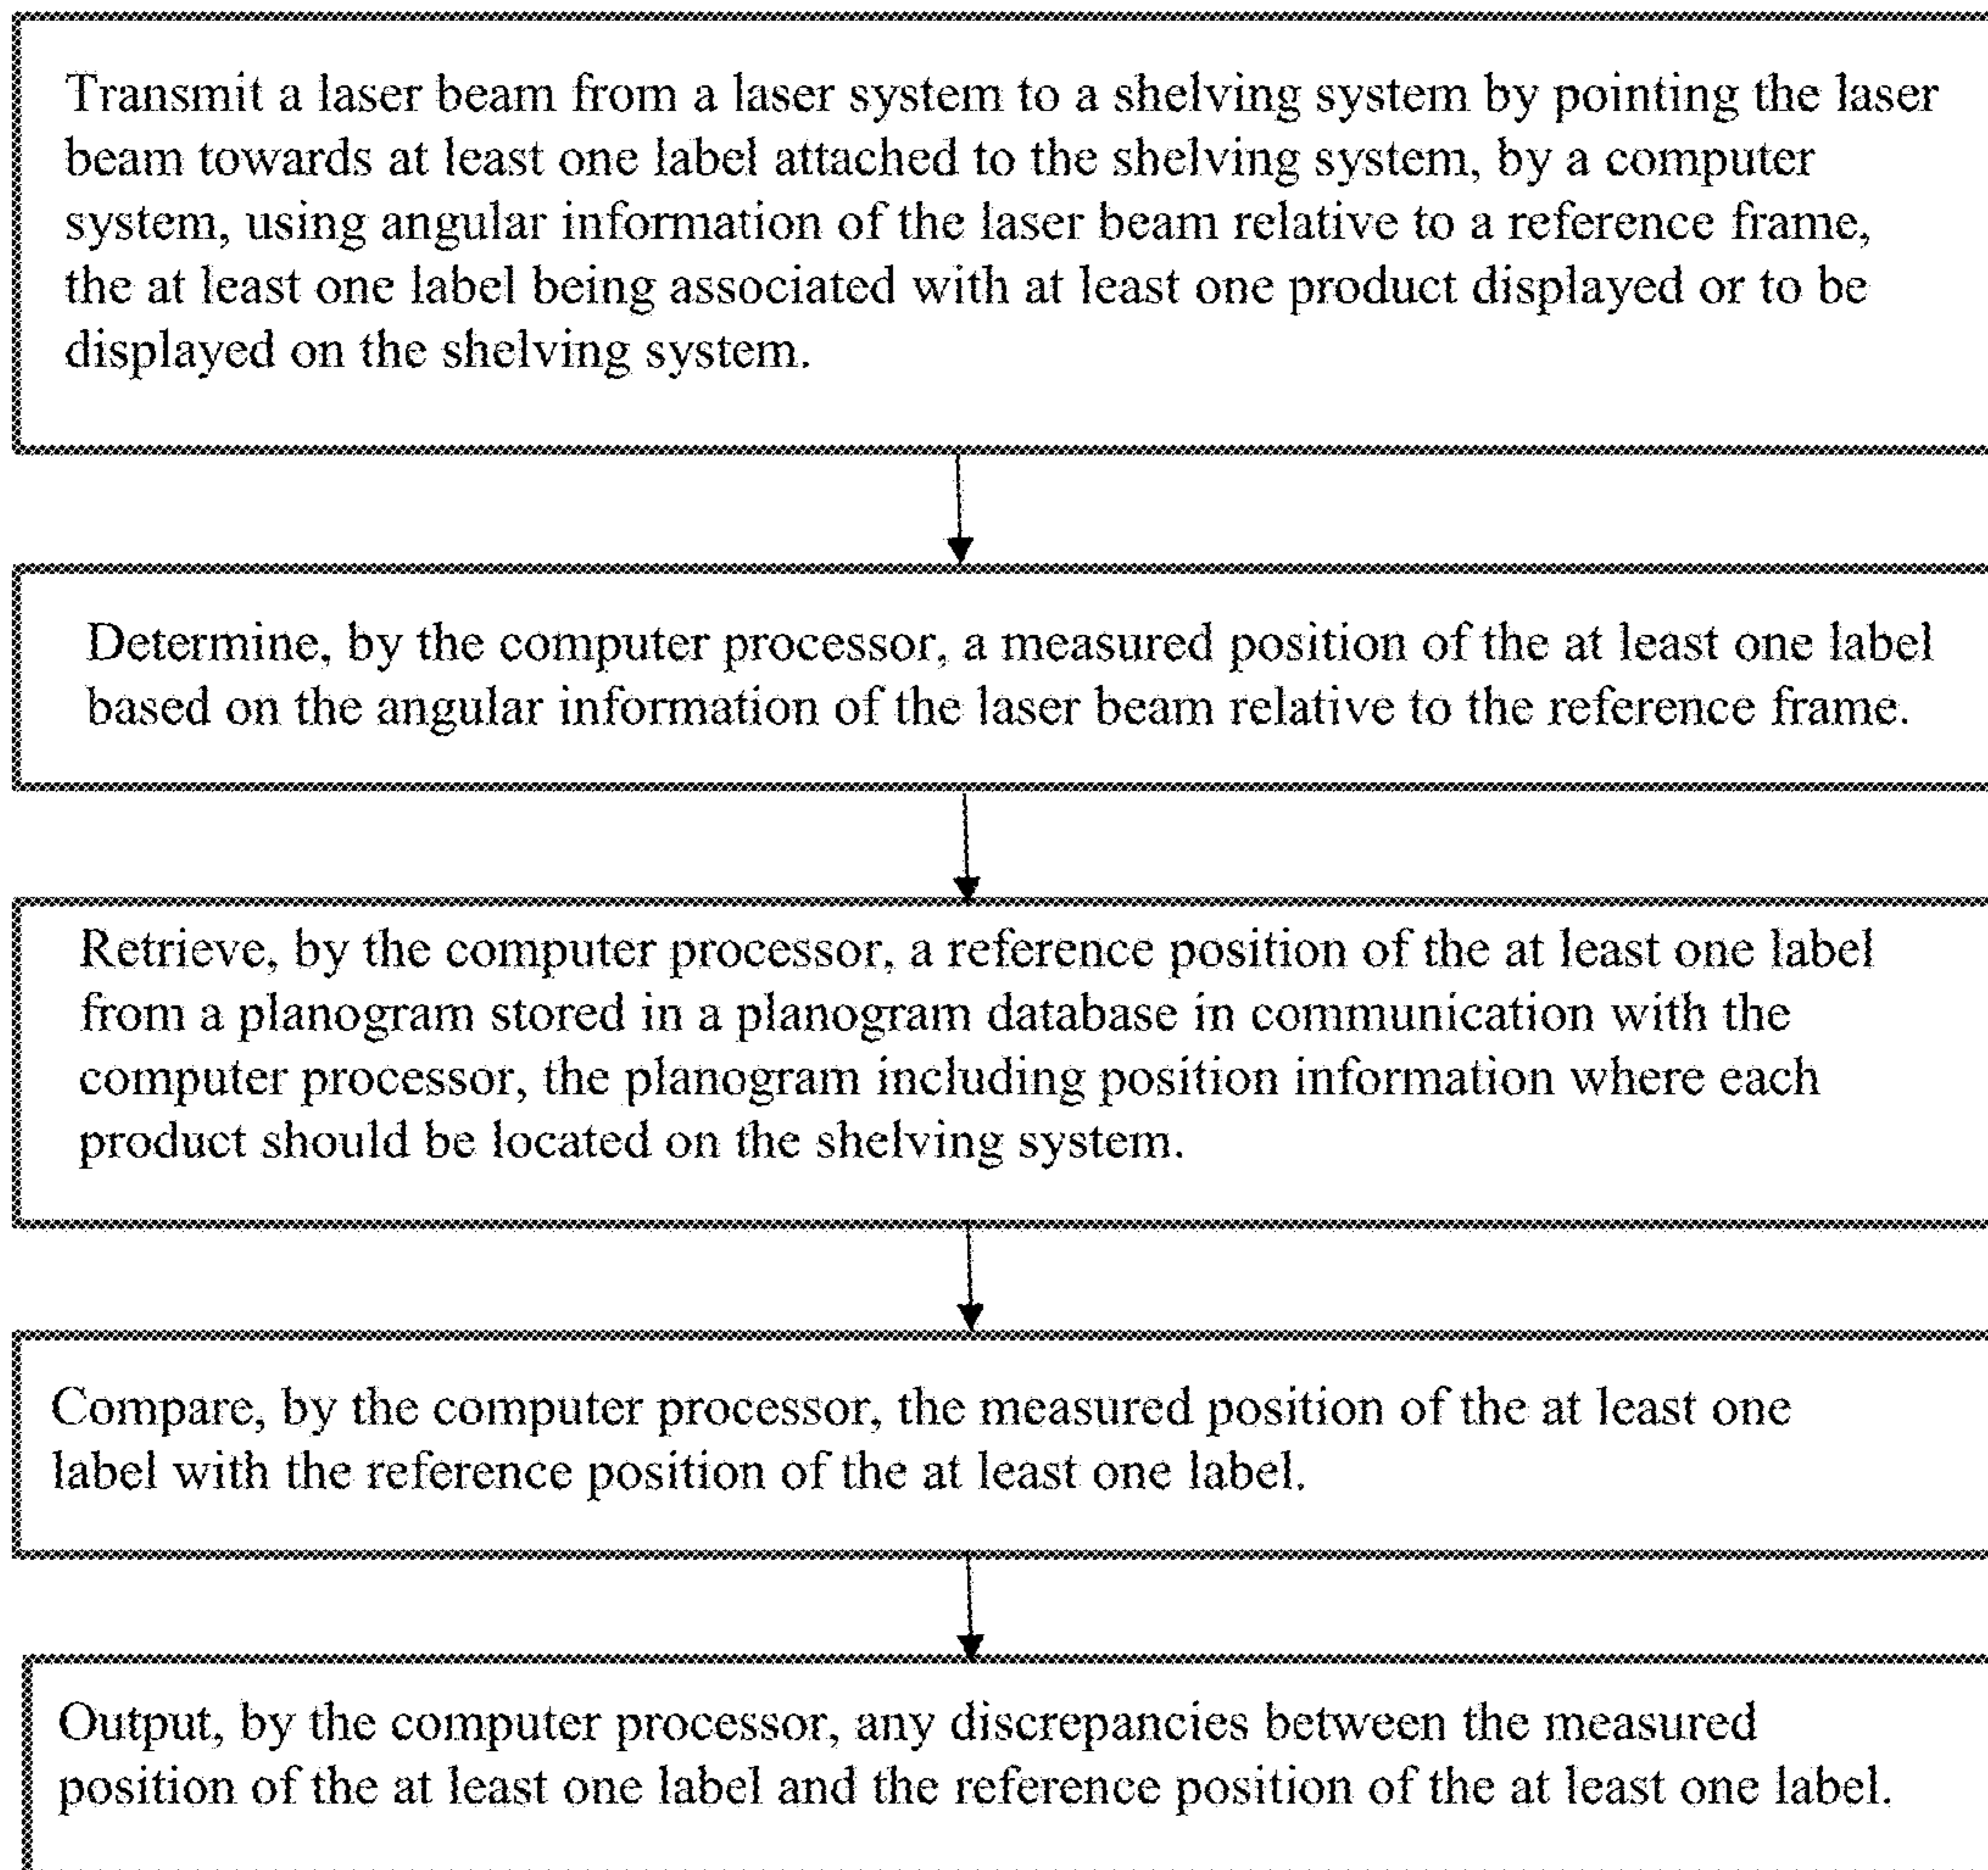 Transmit a laser beam from a laser system to a shelving system by pointing the laser
beam towards at least one label attached to the shelving system, by a computer
system, using angular information of the laser beam relative to a reference frame,
the at least one label being associated with at least one product displayed or to be
displayed on the shelving system.
Determine, by the computer processor, a measured position of the at least one label
based on the angular information of the laser beam relative to the reference frame.
Retrieve, by the computer processor, a reference position of the at least one label
from a planogram stored in a planogram database in communication with the
computer processor, the planogram including position information where each
product should be located on the shelving system.
Compare, by the computer processor, the measured position of the at least one
label with the reference position of the at least one label.
Output, by the computer processor, any discrepancies between the measured
position of the at least one label and the reference position of the at least one label.